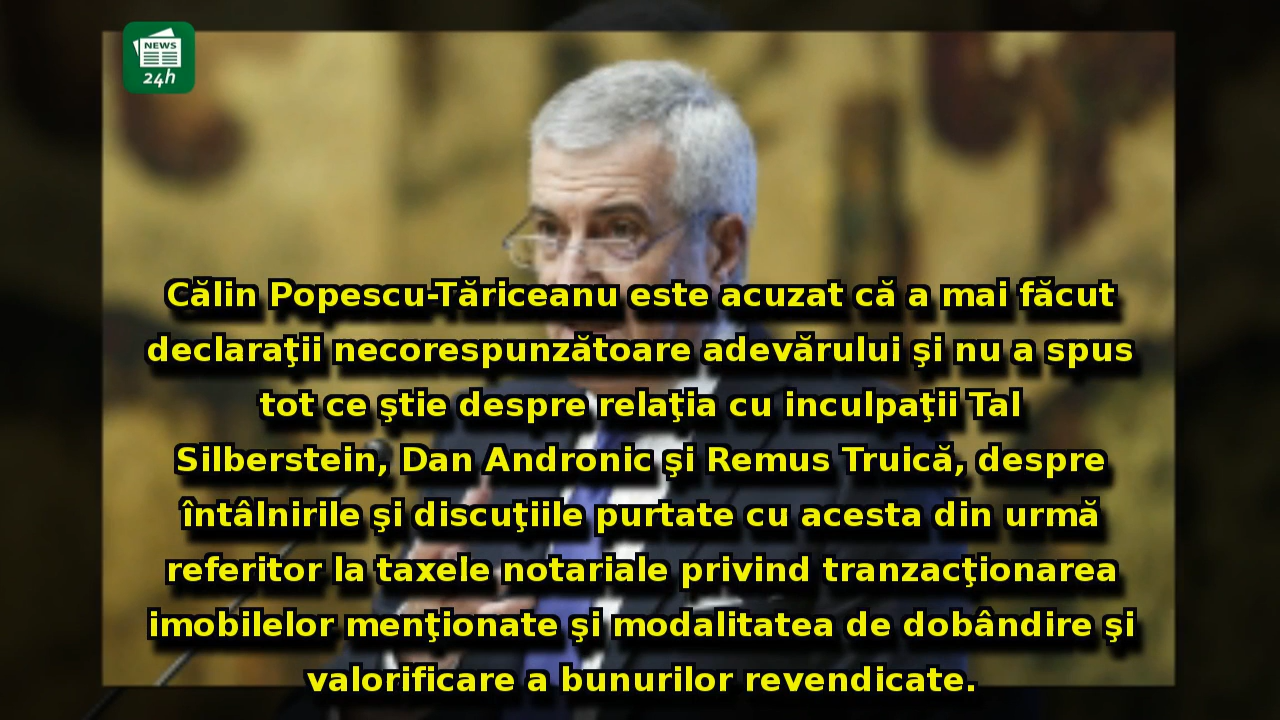 NEWS
24h
Călin Popescu-Tăriceanu este acuzat că a mai făcut
declaraţii necorespunzătoare adevărului şi nu a spus
tot ce ştie despre relaţia cu inculpaţii Tal
Silberstein, Dan Andronic şi Remus Truică, despre
întâlnirile şi discuţiile purtate cu acesta din urmă
referitor la taxele notariale privind tranzacţionarea
imobilelor menţionate şi modalitatea de dobândire şi
valorificare a bunurilor revendicate.